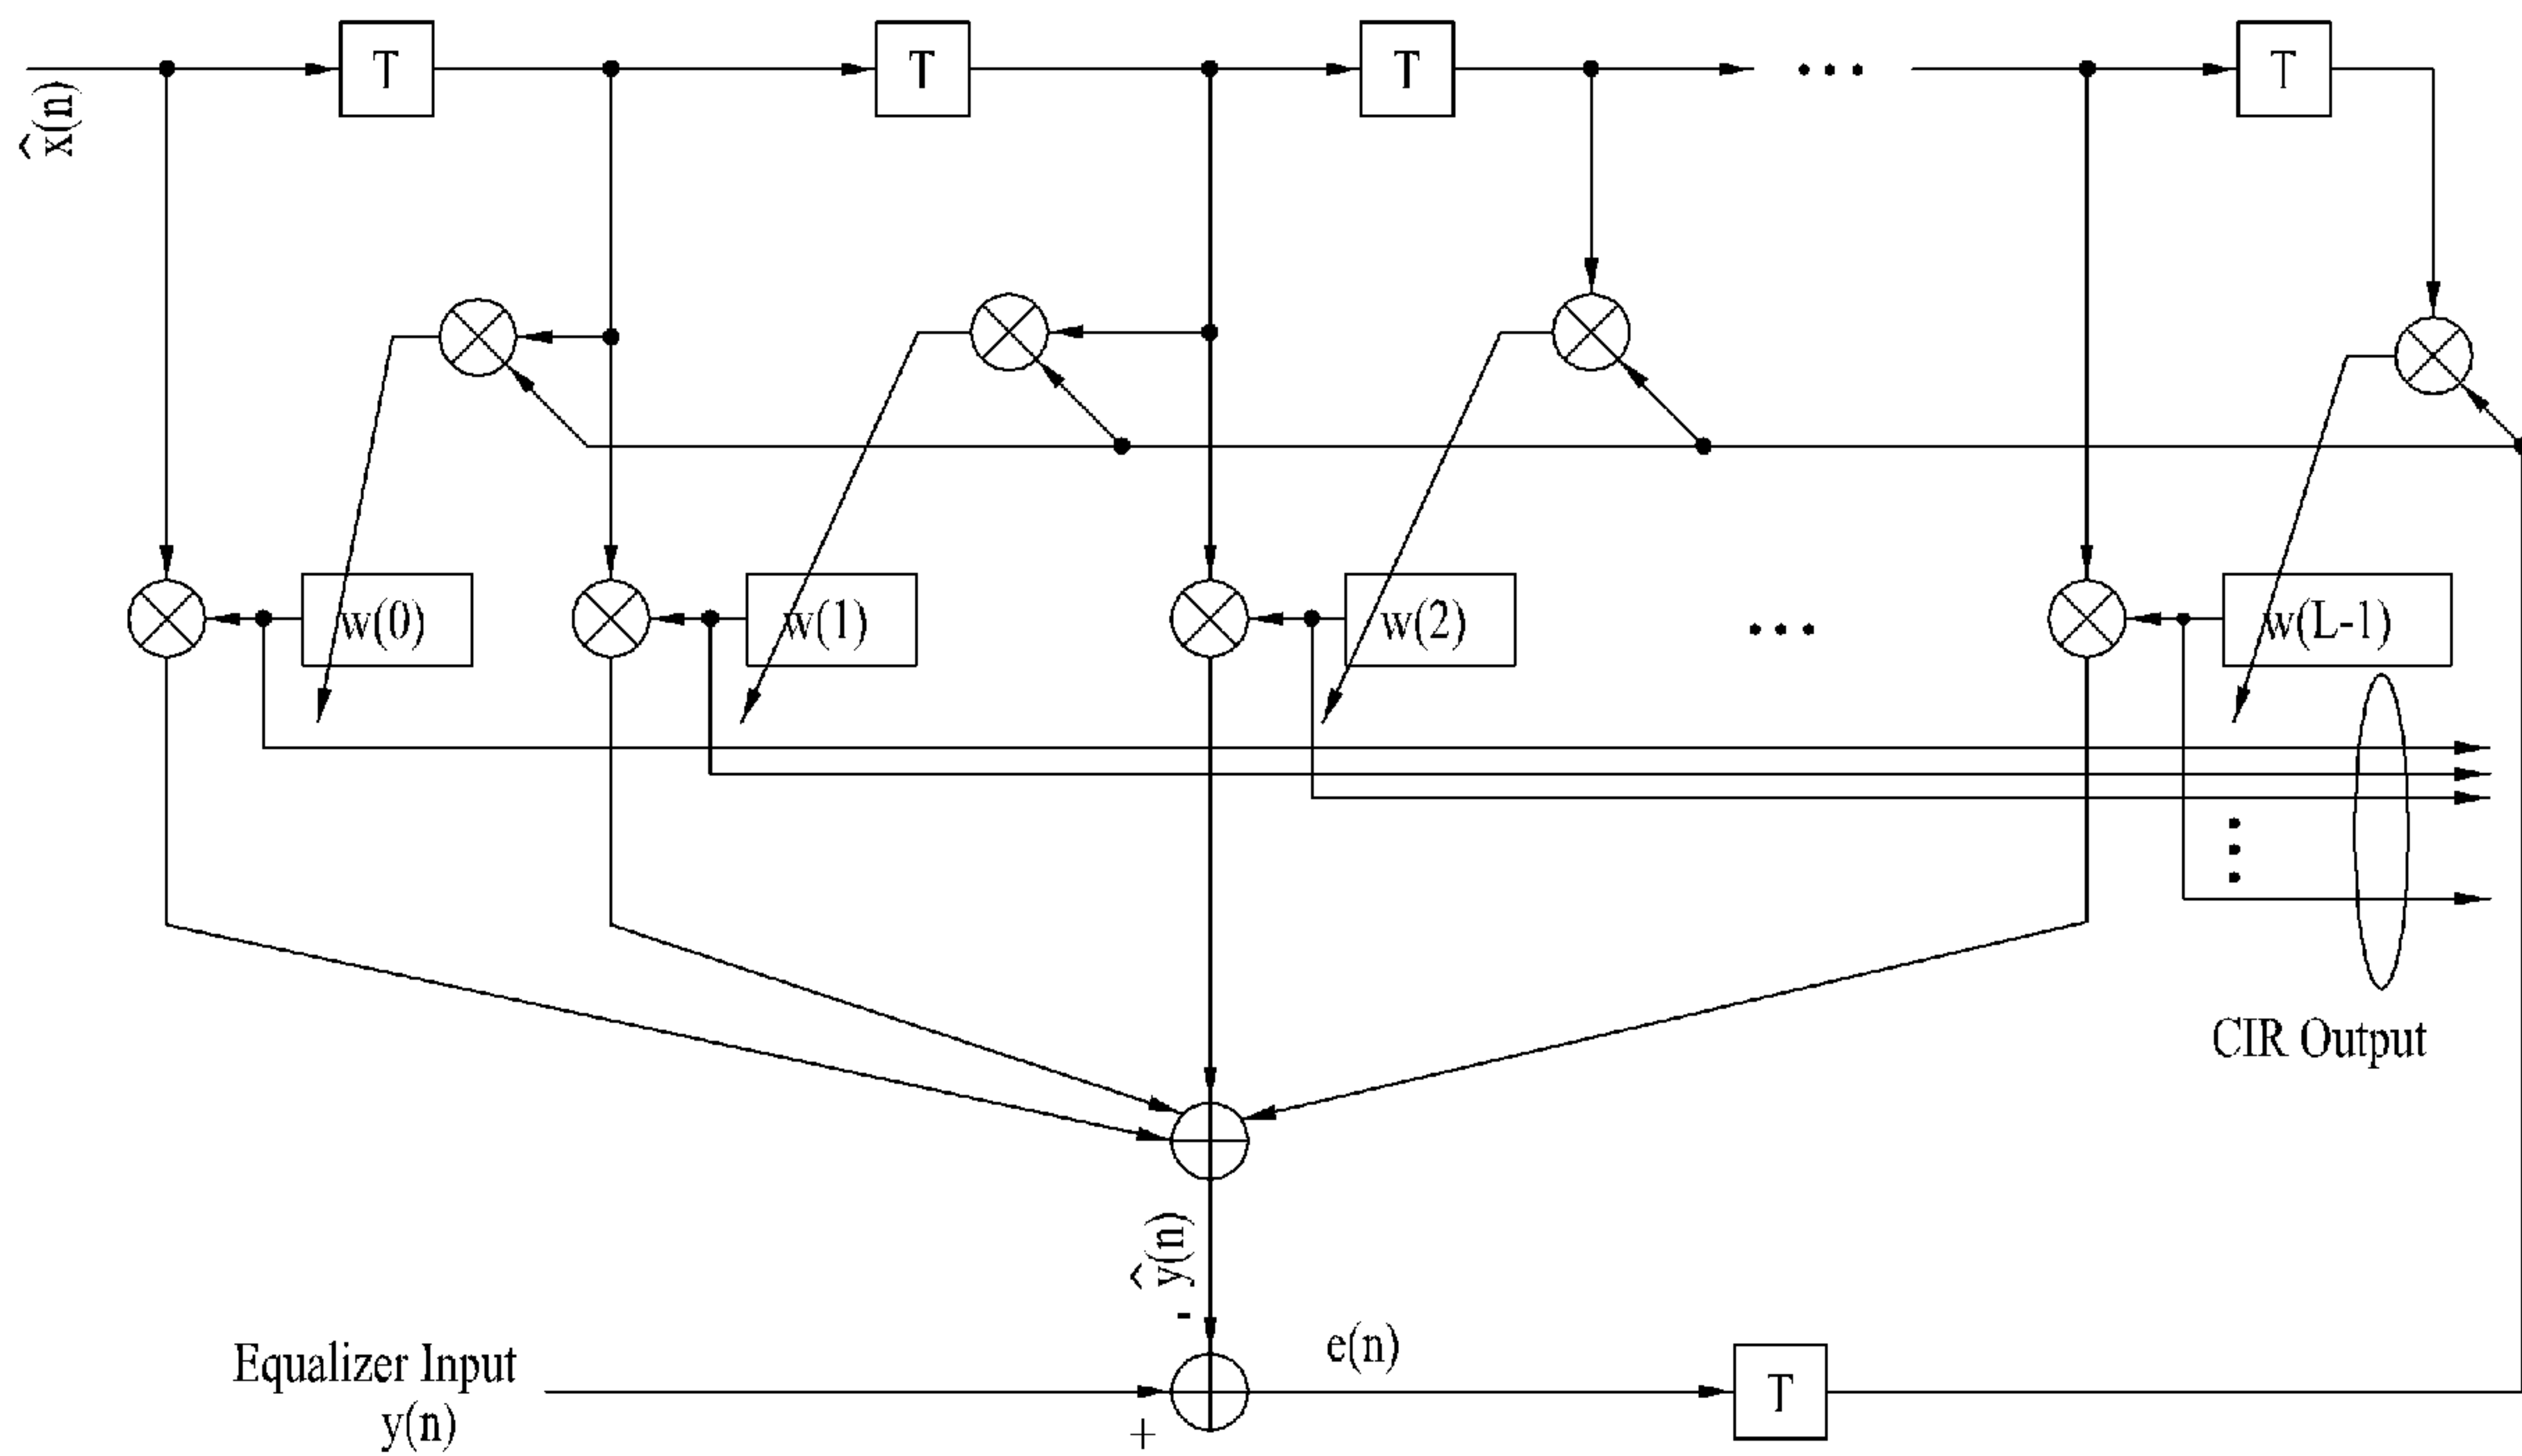 T T T ... T
x̂(n)
w(0) w(1) w(2) ... w(L-1)
CIR Output
ŷ(n)
-
Equalizer Input
y(n)
+
e(n)
T